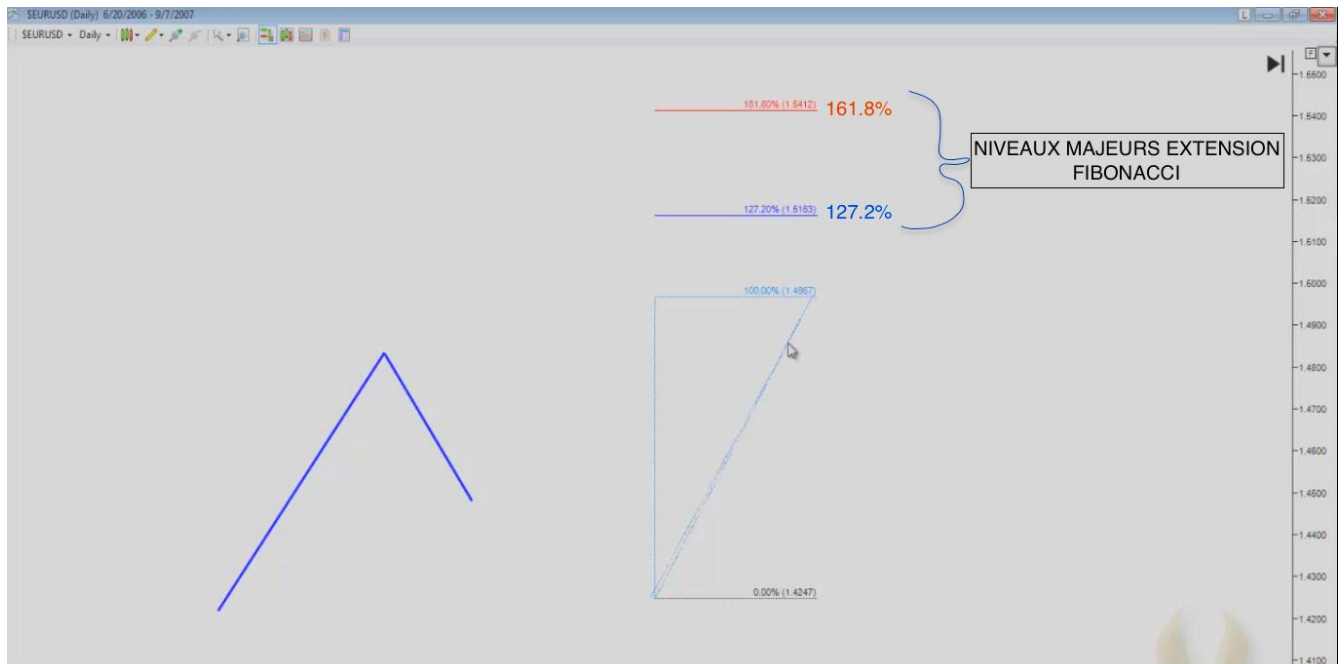 $EURUSD (Daily) 6/20/2006 - 9/7/2007
L
$EURUSD Daily
F
1.5500
161.80% (1.5412) 161.8%
1.5400
NIVEAUX MAJEURS EXTENSION
FIBONACCI
1.5300
127.20% (1.5163) 127.2%
1.5200
1.5100
100.00% (1.4967)
1.5000
1.4900
1.4800
1.4700
1.4600
1.4500
1.4400
1.4300
0.00% (1.4247)
1.4200
1.4100